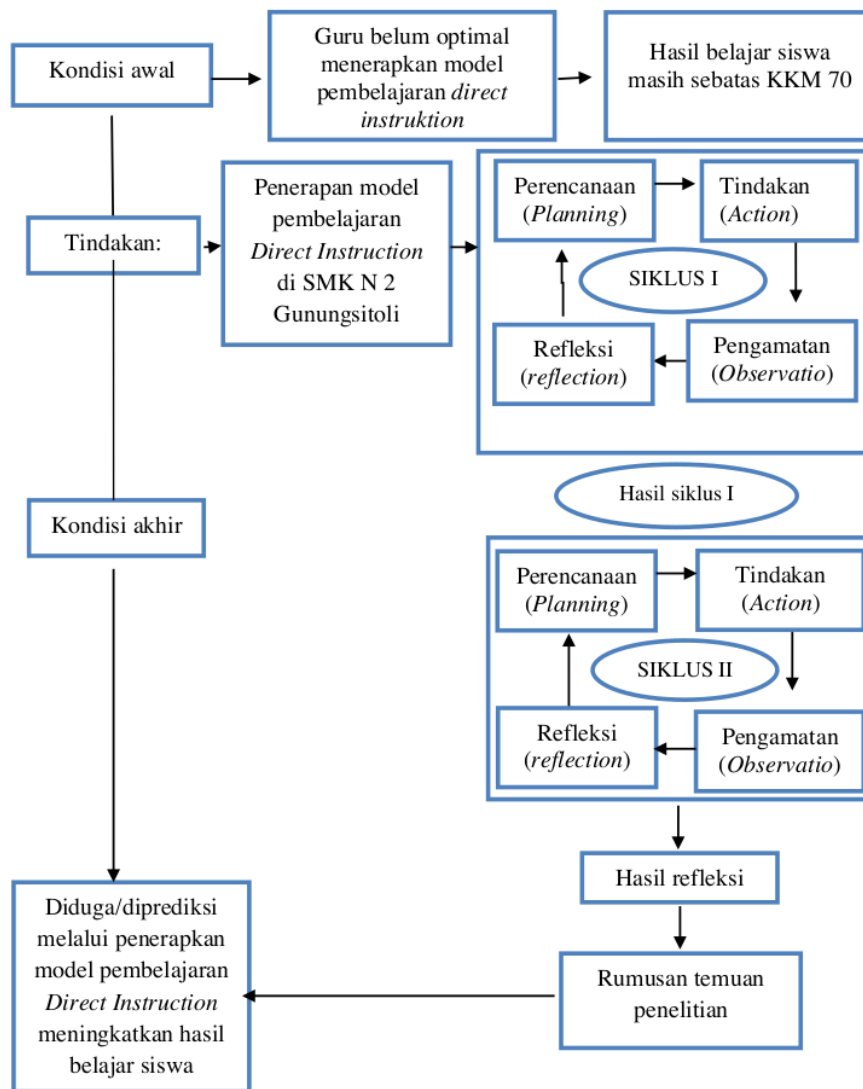 Kondisi awal
Guru belum optimal
menerapkan model
pembelajaran direct
instruktion
Hasil belajar siswa
masih sebatas KKM 70
Tindakan:
Penerapan model
pembelajaran
Direct Instruction
di SMK N 2
Gunungsitoli
Perencanaan
(Planning)
Tindakan
(Action)
SIKLUS I
Refleksi
(reflection)
Pengamatan
(Observatio)
Kondisi akhir
Hasil siklus I
Perencanaan
(Planning)
Tindakan
(Action)
SIKLUS II
Refleksi
(reflection)
Pengamatan
(Observatio)
Hasil refleksi
Rumusan temuan
penelitian
Diduga/diprediksi
melalui penerapkan
model pembelajaran
Direct Instruction
meningkatkan hasil
belajar siswa